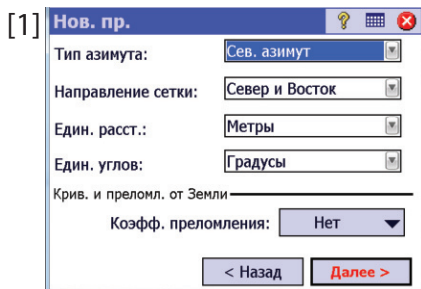 [1]
Нов. пр.
Тип азимута: Сев. азимут
Направление сетки: Север и Восток
Един. расст.: Метры
Един. углов: Градусы
Крив. и преломл. от Земли
Коэфф. преломления: Нет
< Назад Далее >